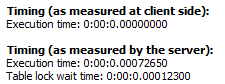 Timing (as measured at client side):
Execution time: 0:00:0.00000000
Timing (as measured by the server):
Execution time: 0:00:0.00072650
Table lock wait time: 0:00:0.00012300